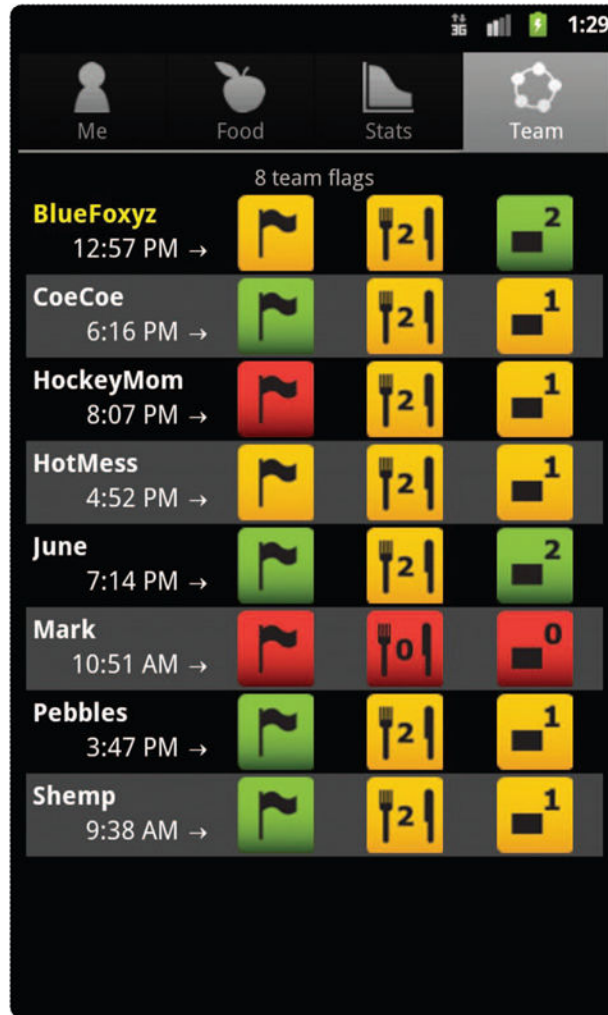 3G 1:29
Me Food Stats Team
8 team flags
BlueFoxyz
12:57 PM → 2 2
CoeCoe
6:16 PM → 2 1
HockeyMom
8:07 PM → 2 1
HotMess
4:52 PM → 2 1
June
7:14 PM → 2 2
Mark
10:51 AM → 0 0
Pebbles
3:47 PM → 2 1
Shemp
9:38 AM → 2 1